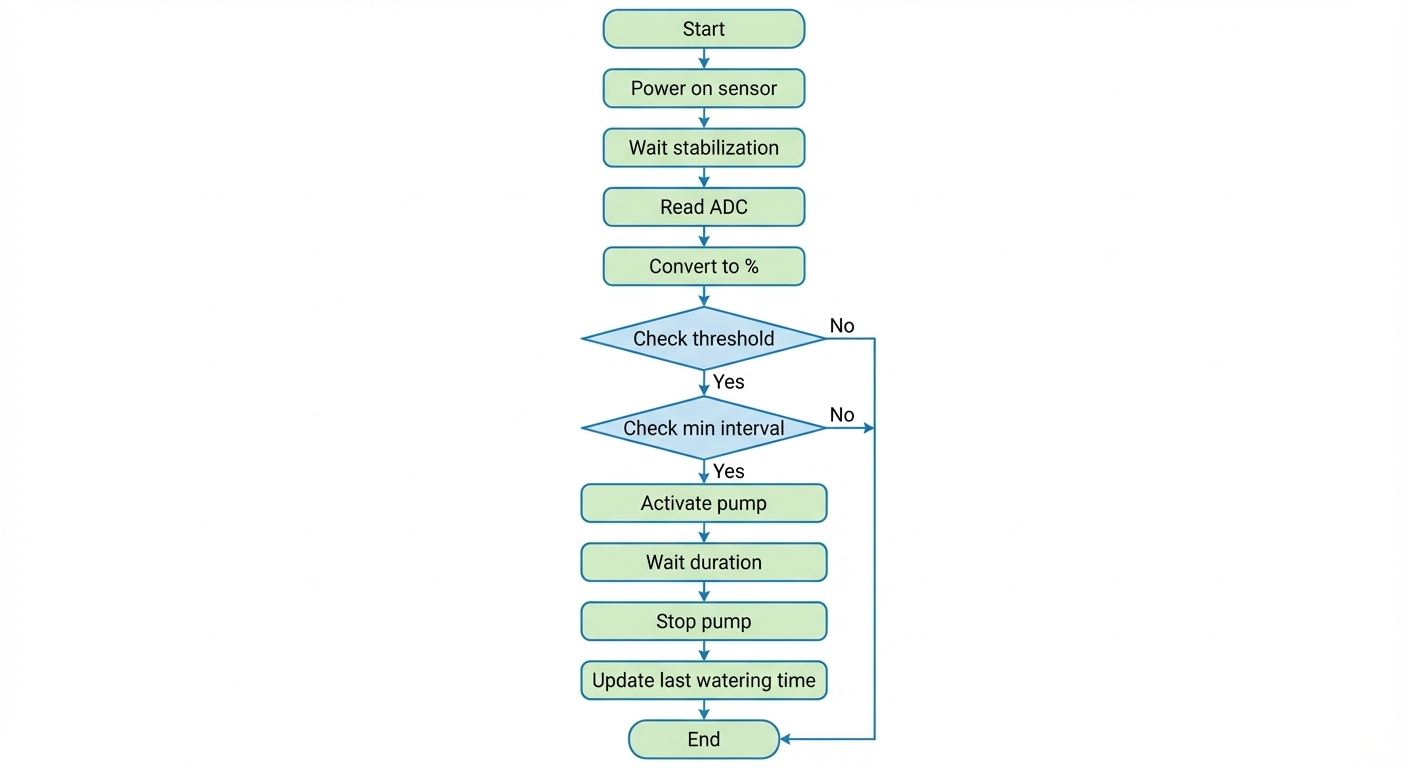 Start
Power on sensor
Wait stabilization
Read ADC
Convert to %
Check threshold
No
Yes
Check min interval
No
Yes
Activate pump
Wait duration
Stop pump
Update last watering time
End